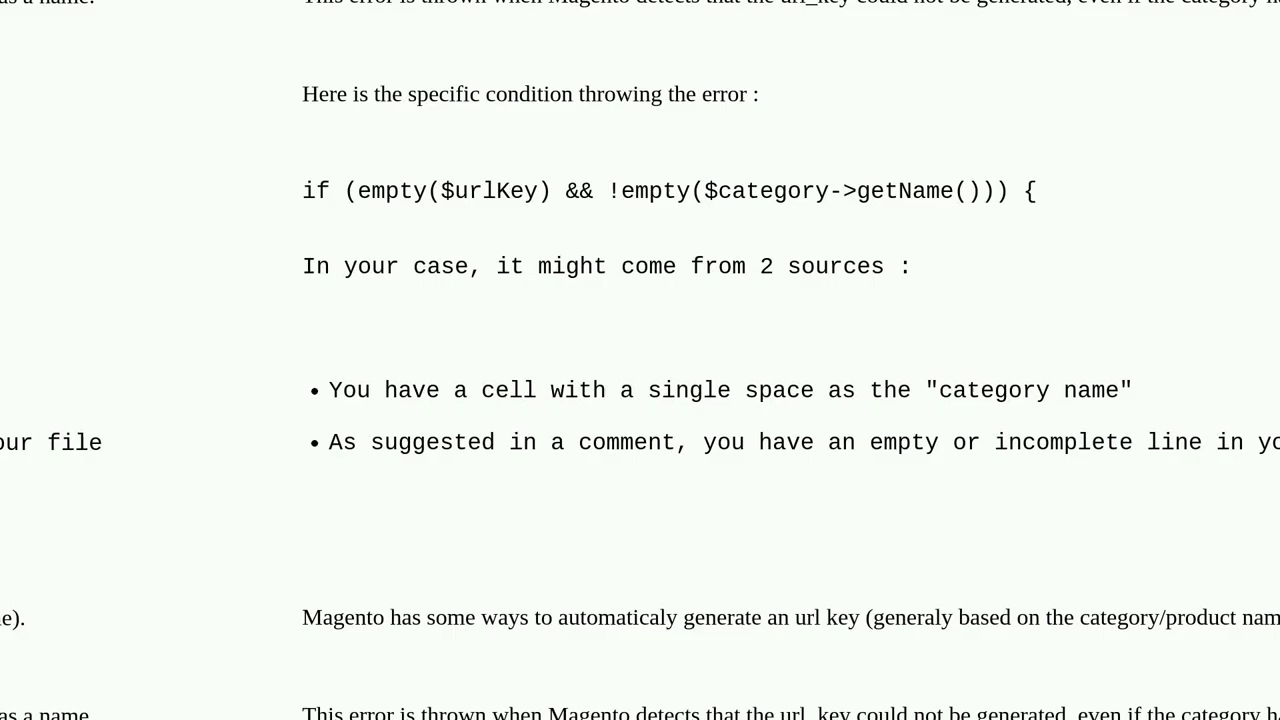 as a name.
This error is thrown when Magento detects that the url_key could not be generated, even if the category
Here is the specific condition throwing the error :
if (empty($urlKey) && !empty($category->getName())) {
In your case, it might come from 2 sources :
• You have a cell with a single space as the "category name"
our file
• As suggested in a comment, you have an empty or incomplete line in yo
e).
Magento has some ways to automaticaly generate an url key (generaly based on the category/product nam
as a name
This error is thrown when Magento detects that the url_key could not be generated, even if the category h